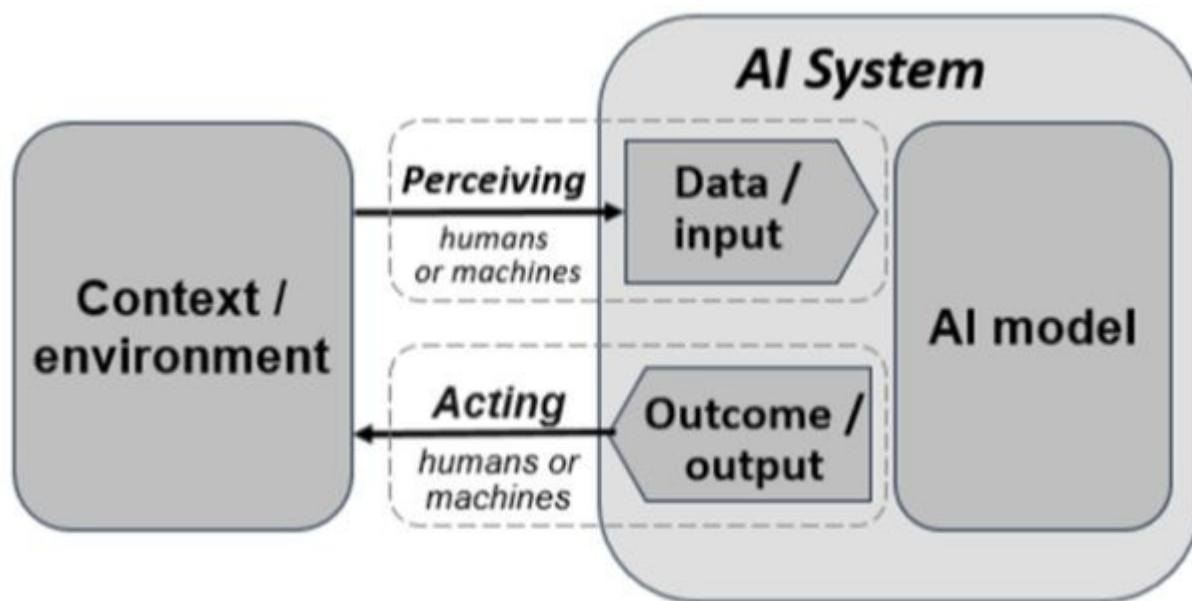 AI System
Context /
environment
Perceiving
humans
or machines
Data /
input
AI model
Acting
humans or
machines
Outcome /
output